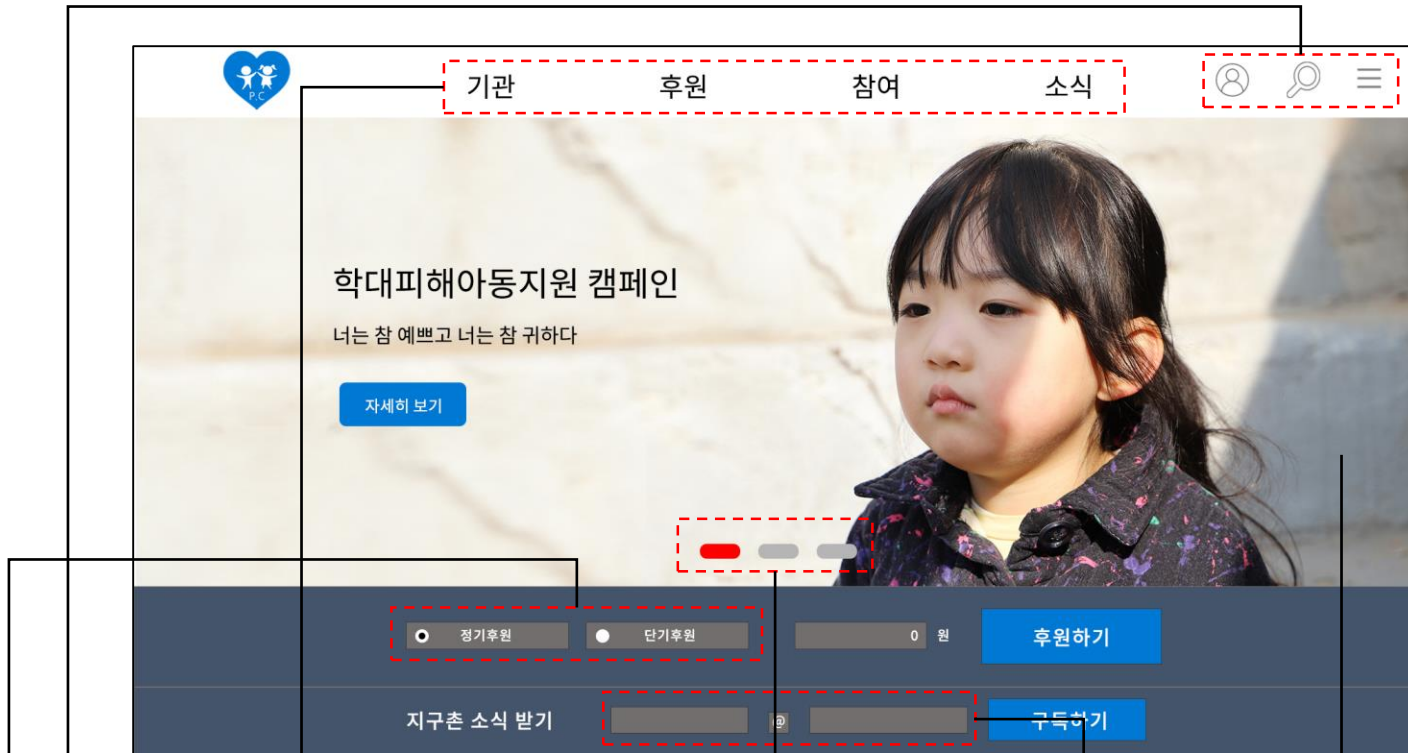 P.C
기관 후원 참여 소식
학대피해아동지원 캠페인
너는 참 예쁘고 너는 참 귀하다
자세히 보기
정기후원 단기후원 0 원 후원하기
지구촌 소식 받기 @ 구독하기